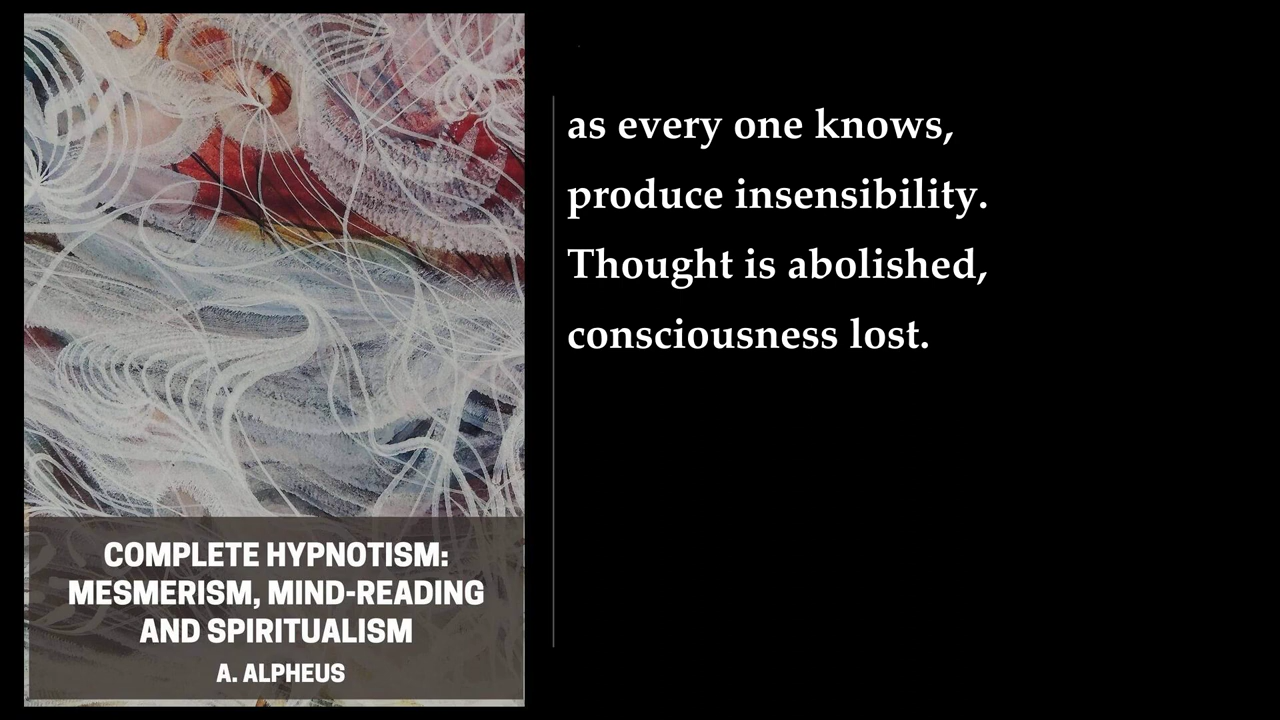 as every one knows,
produce insensibility.
Thought is abolished,
consciousness lost.
COMPLETE HYPNOTISM:
MESMERISM, MIND-READING
AND SPIRITUALISM
A. ALPHEUS